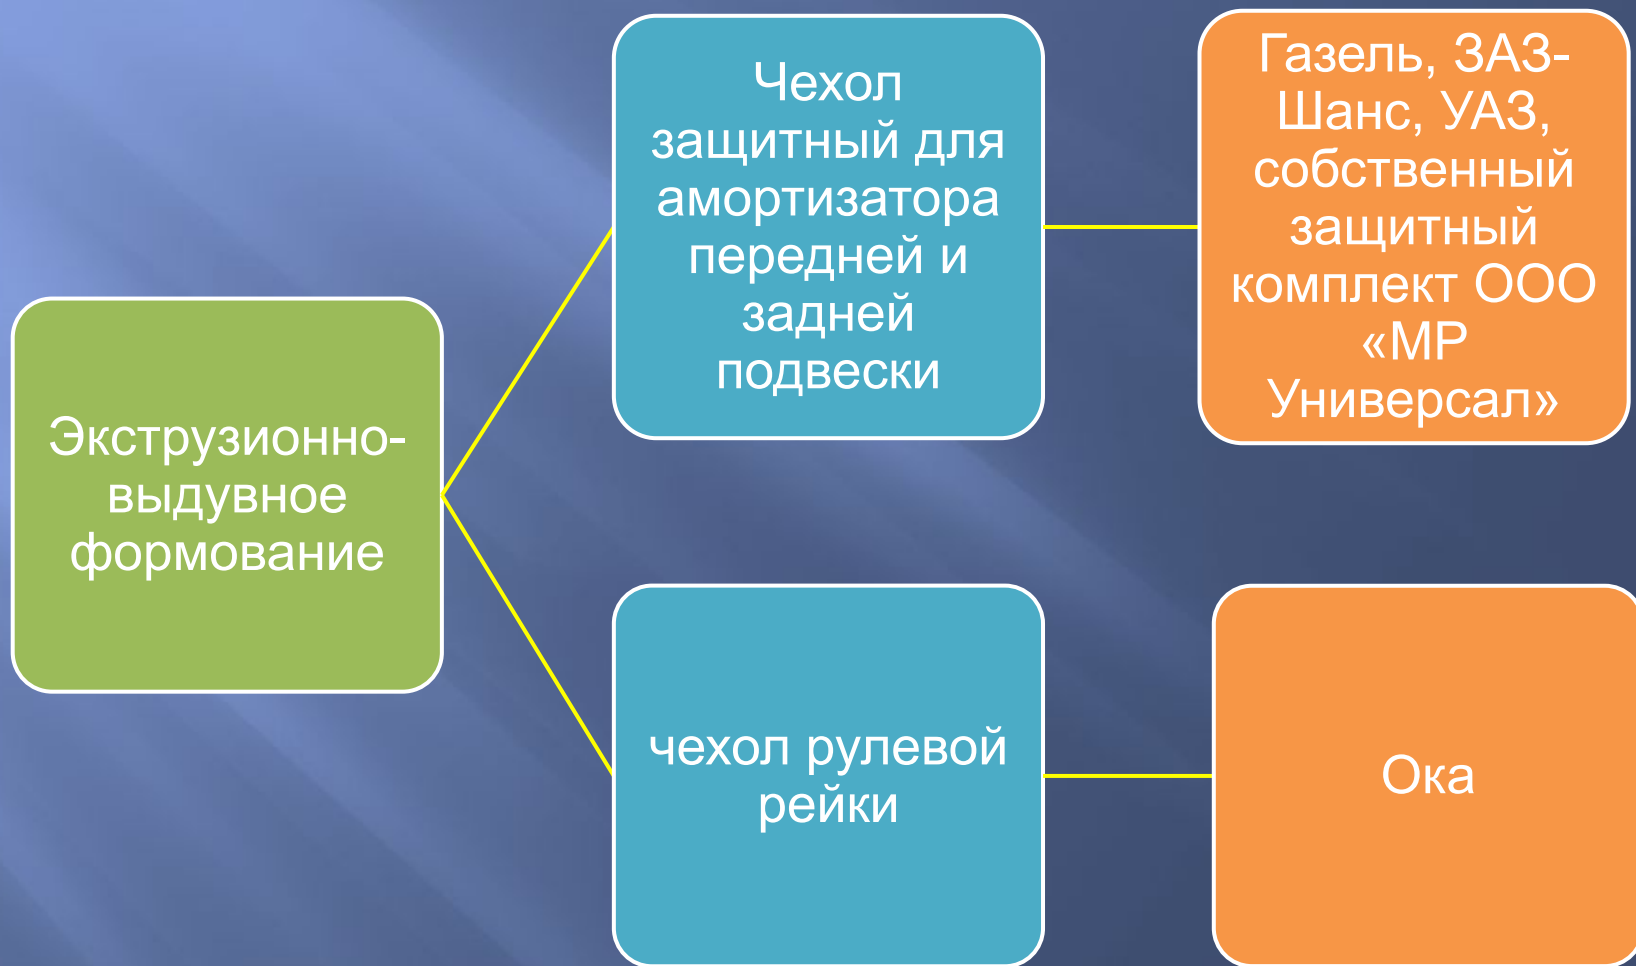 Экструзионно-
выдувное
формование
Чехол
защитный для
амортизатора
передней и
задней
подвески
Газель, ЗАЗ-
Шанс, УАЗ,
собственный
защитный
комплект ООО
«МР
Универсал»
чехол рулевой
рейки
Ока